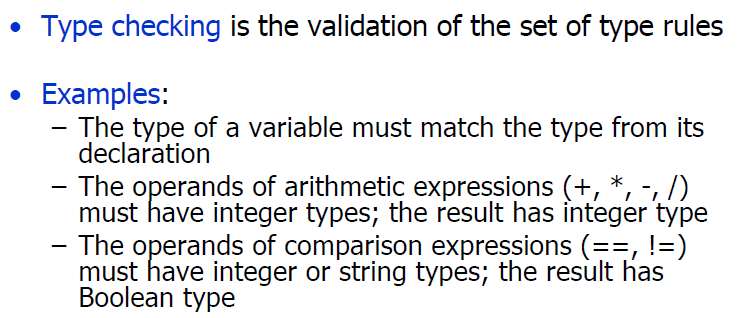 • Type checking is the validation of the set of type rules
• Examples:
– The type of a variable must match the type from its
declaration
– The operands of arithmetic expressions (+, *, -, /)
must have integer types; the result has integer type
– The operands of comparison expressions (==, !=)
must have integer or string types; the result has
Boolean type